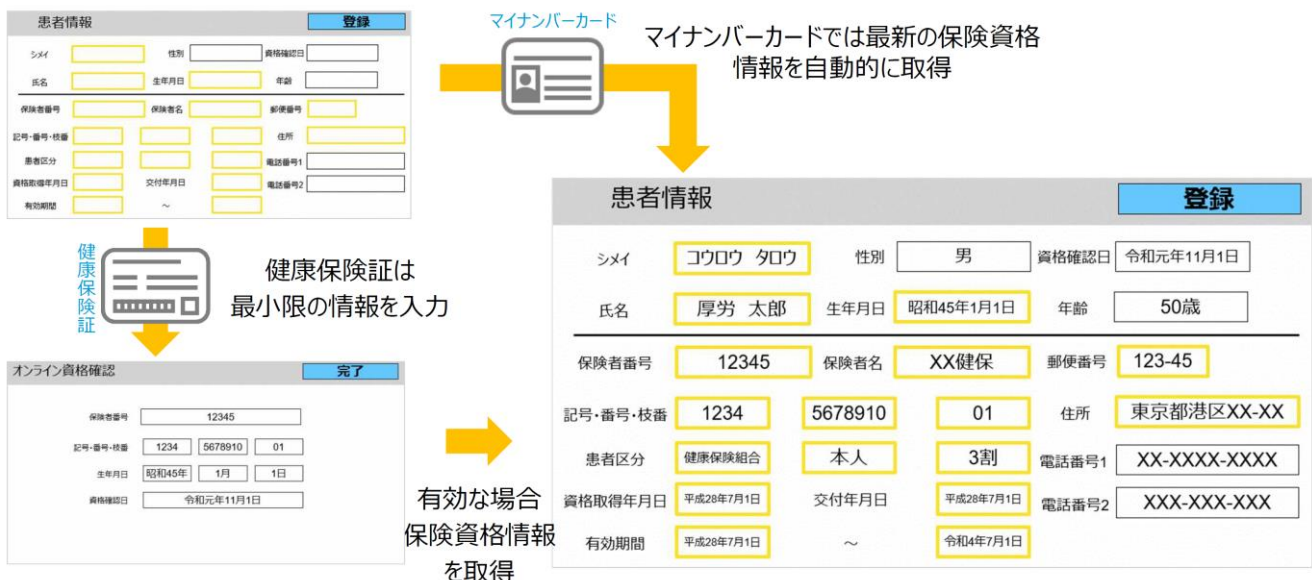 患者情報 登録
シメイ 性別 資格確認日
氏名 生年月日 年齢
保険者番号 保険者名 郵便番号
記号・番号・枝番 住所
患者区分 電話番号1
資格取得年月日 交付年月日 電話番号2
有効期間 ~
マイナンバーカード
マイナンバーカードでは最新の保険資格
情報を自動的に取得
健康保険証
健康保険証は
最小限の情報を入力
オンライン資格確認 完了
保険者番号 12345
記号・番号・枝番 1234 5678910 01
生年月日 昭和45年 1月 1日
資格確認日 令和元年11月1日
有効な場合
保険資格情報
を取得
患者情報 登録
シメイ コウロウ タロウ 性別 男 資格確認日 令和元年11月1日
氏名 厚労 太郎 生年月日 昭和45年1月1日 年齢 50歳
保険者番号 12345 保険者名 XX健保 郵便番号 123-45
記号・番号・枝番 1234 5678910 01 住所 東京都港区XX-XX
患者区分 健康保険組合 本人 3割 電話番号1 XX-XXXX-XXXX
資格取得年月日 平成28年7月1日 交付年月日 平成28年7月1日 電話番号2 XXX-XXX-XXX
有効期間 平成28年7月1日 ~ 令和4年7月1日